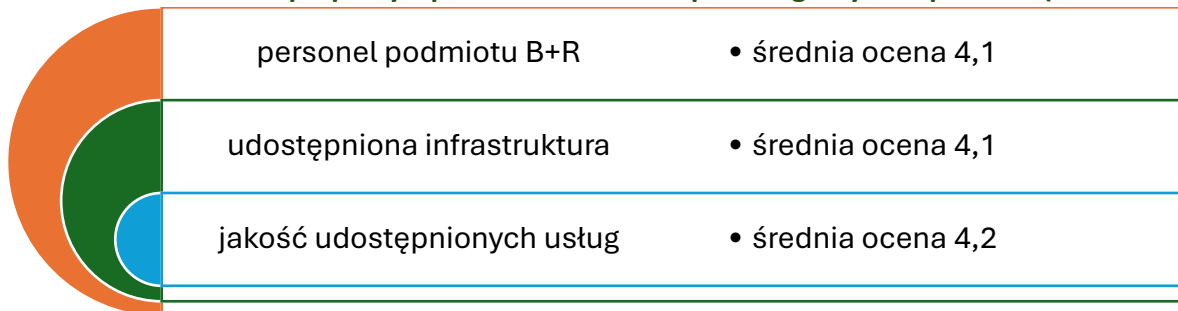 personel podmiotu B+R
• średnia ocena 4,1
udostępniona infrastruktura
• średnia ocena 4,1
jakość udostępnionych usług
• średnia ocena 4,2